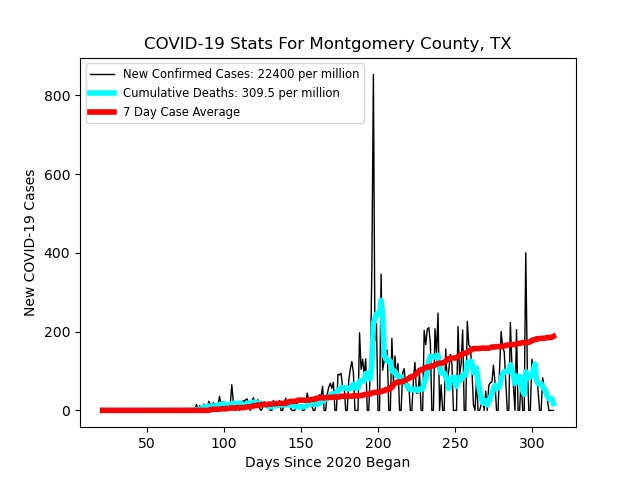 COVID-19 Stats For Montgomery County, TX
New Confirmed Cases: 22400 per million
Cumulative Deaths: 309.5 per million
7 Day Case Average
New COVID-19 Cases
800
600
400
200
0
50 100 150 200 250 300
Days Since 2020 Began